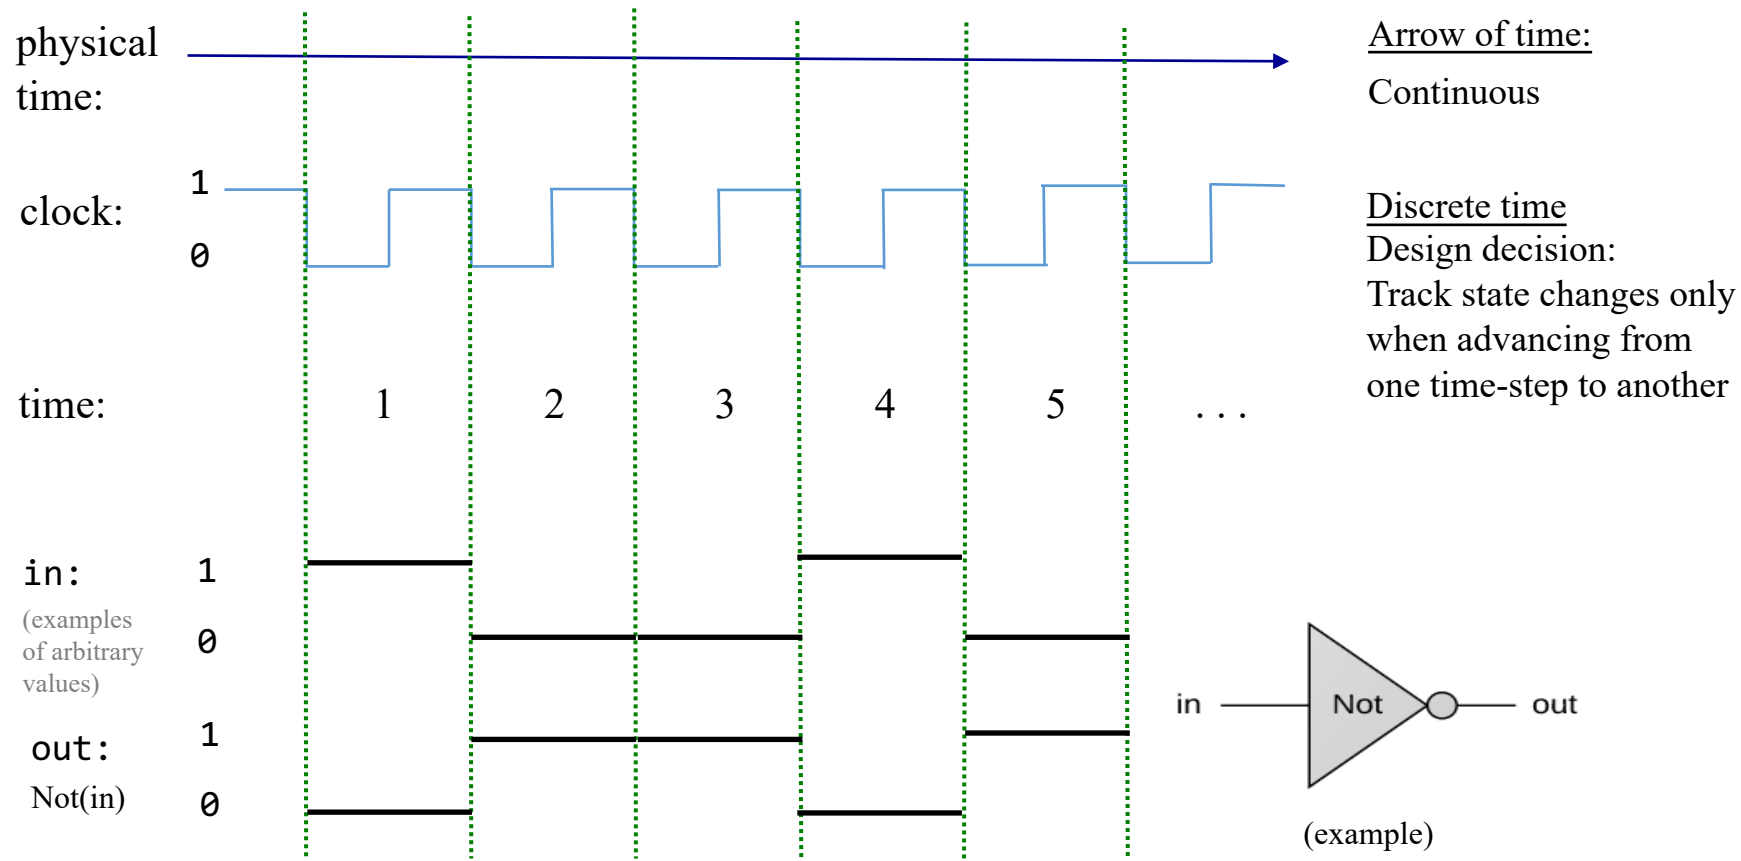 physical
time:
Arrow of time:
Continuous
clock:
1
0
Discrete time
Design decision:
Track state changes only
when advancing from
one time-step to another
time:
1 2 3 4 5 . . .
in:
1
0
(examples
of arbitrary
values)
out:
1
0
Not(in)
in Not out
(example)